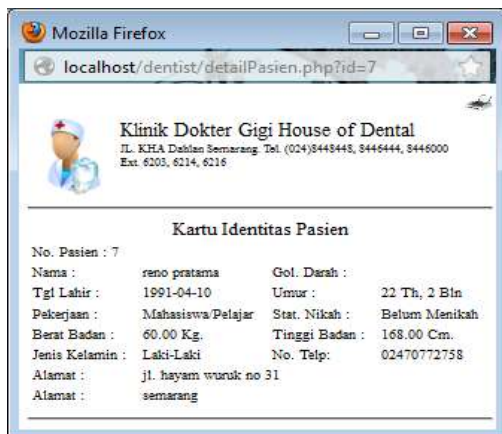 Mozilla Firefox
localhost/dentist/detailPasien.php?id=7
Klinik Dokter Gigi House of Dental
JL. KHA Dahlan Semarang. Tel. (024)8448448, 8446444, 8446000
Ext. 6203, 6214, 6216
Kartu Identitas Pasien
No. Pasien : 7
Nama : reno pratama Gol. Darah :
Tgl Lahir : 1991-04-10 Umur : 22 Th, 2 Bln
Pekerjaan : Mahasiswa/Pelajar Stat. Nikah : Belum Menikah
Berat Badan : 60.00 Kg. Tinggi Badan : 168.00 Cm.
Jenis Kelamin : Laki-Laki No. Telp: 02470772758
Alamat : jl. hayam wuruk no 31
Alamat : semarang